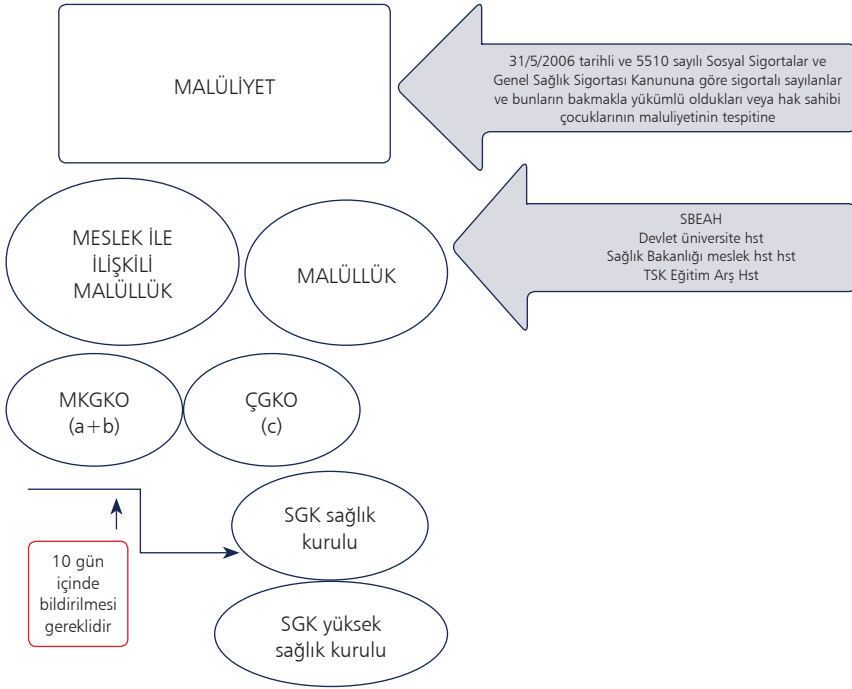 MALÜLİYET
31/5/2006 tarihli ve 5510 sayılı Sosyal Sigortalar ve
Genel Sağlık Sigortası Kanununa göre sigortalı sayılanlar
ve bunların bakmakla yükümlü oldukları veya hak sahibi
çocuklarının maluliyetinin tespitine
MESLEK İLE
İLİŞKİLİ
MALÜLLÜK
MALÜLLÜK
SBEAH
Devlet üniversite hst
Sağlık Bakanlığı meslek hst hst
TSK Eğitim Arş Hst
MKGKO
(a+b)
ÇGKO
(c)
SGK sağlık
kurulu
10 gün
içinde
bildirilmesi
gereklidir
SGK yüksek
sağlık kurulu